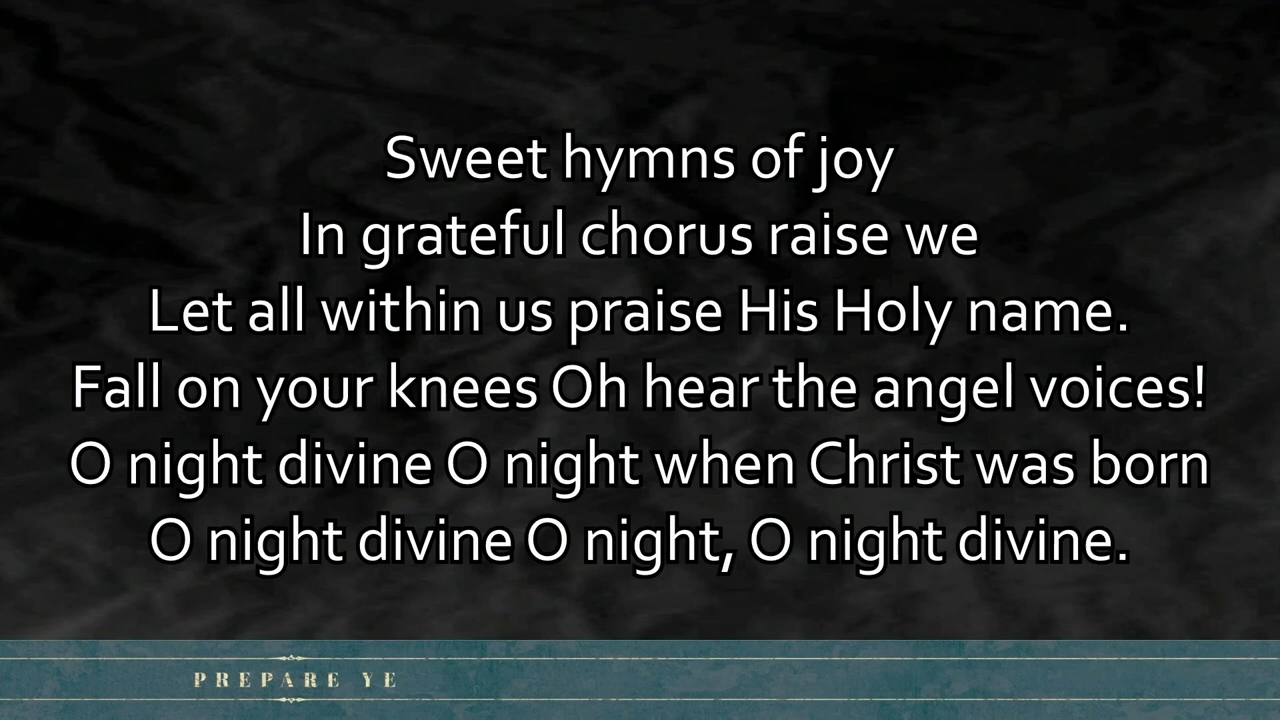 Sweet hymns of joy
In grateful chorus raise we
Let all within us praise His Holy name.
Fall on your knees Oh hear the angel voices!
O night divine O night when Christ was born
O night divine O night, O night divine.
PREPARE YE